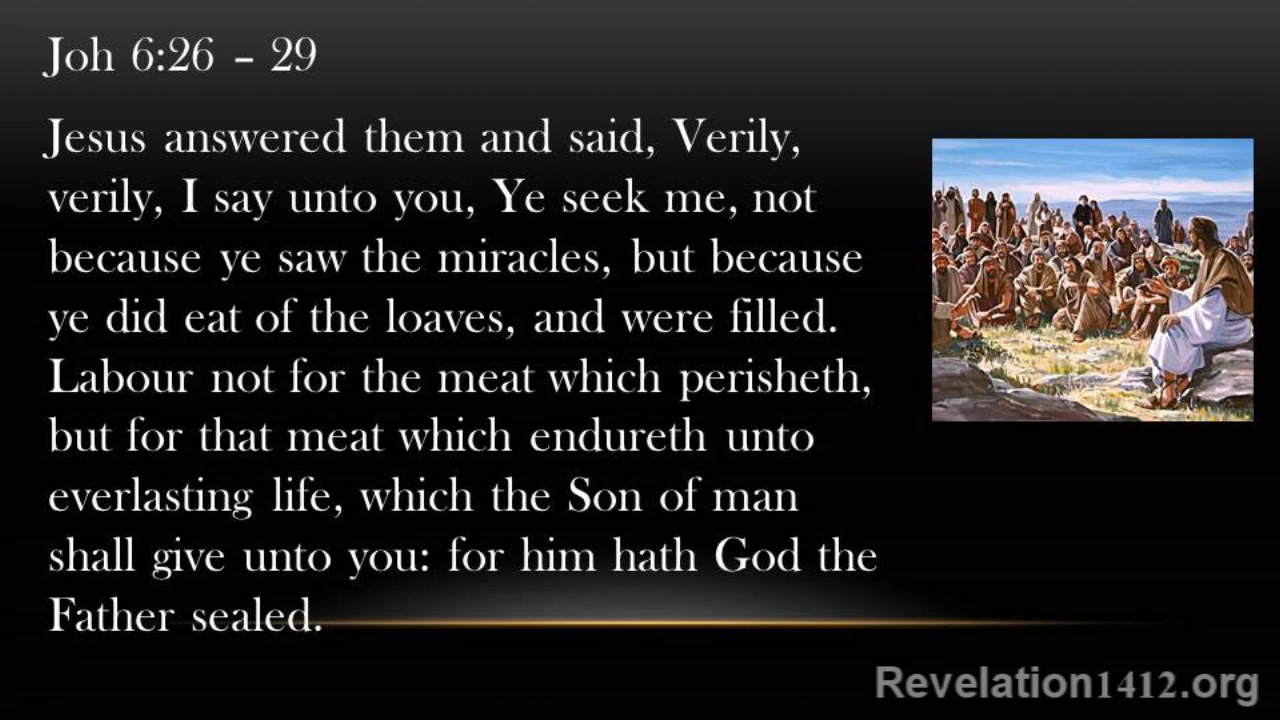 Joh 6:26 – 29
Jesus answered them and said, Verily,
verily, I say unto you, Ye seek me, not
because ye saw the miracles, but because
ye did eat of the loaves, and were filled.
Labour not for the meat which perisheth,
but for that meat which endureth unto
everlasting life, which the Son of man
shall give unto you: for him hath God the
Father sealed.
Revelation1412.org